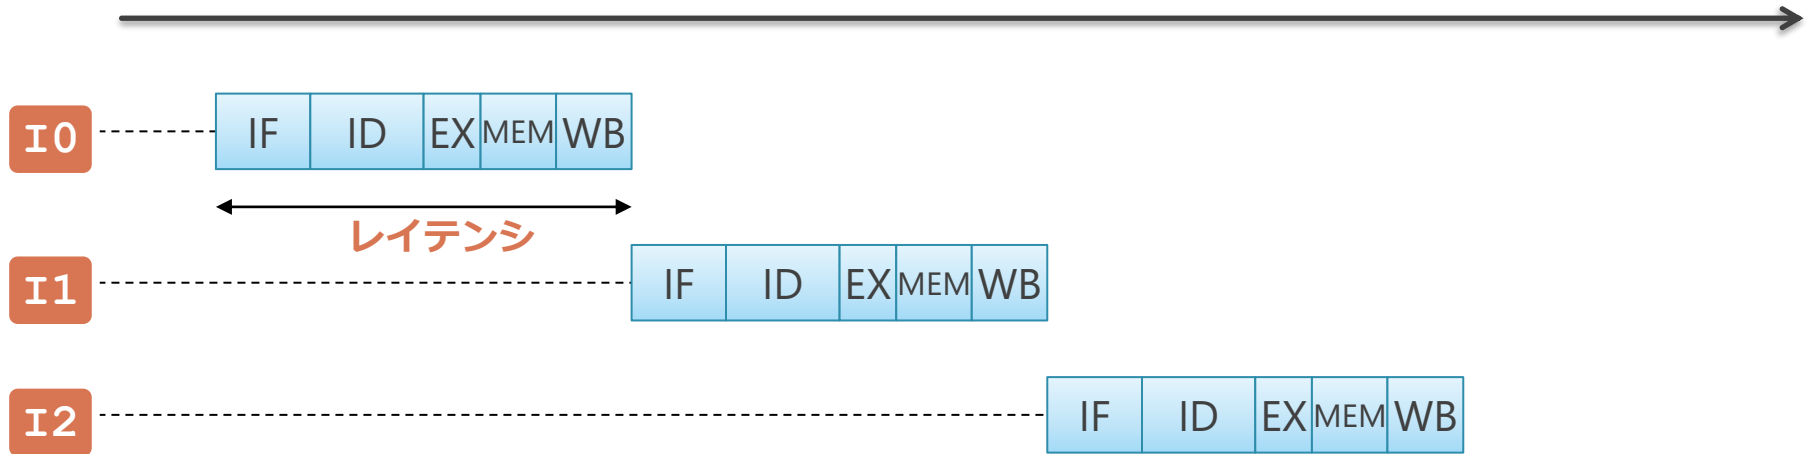 I0 IF ID EX MEM WB
レイテンシ
I1 IF ID EX MEM WB
I2 IF ID EX MEM WB